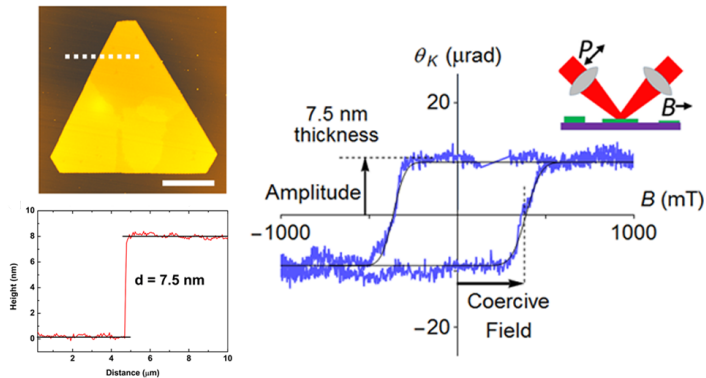 10
8
6
4
2
0
Height (nm)
d = 7.5 nm
0
2
4
6
8
10
Distance (μm)
θK (μrad)
20
7.5 nm
thickness
Amplitude
B (mT)
−1000
1000
Coercive
Field
−20
P
B